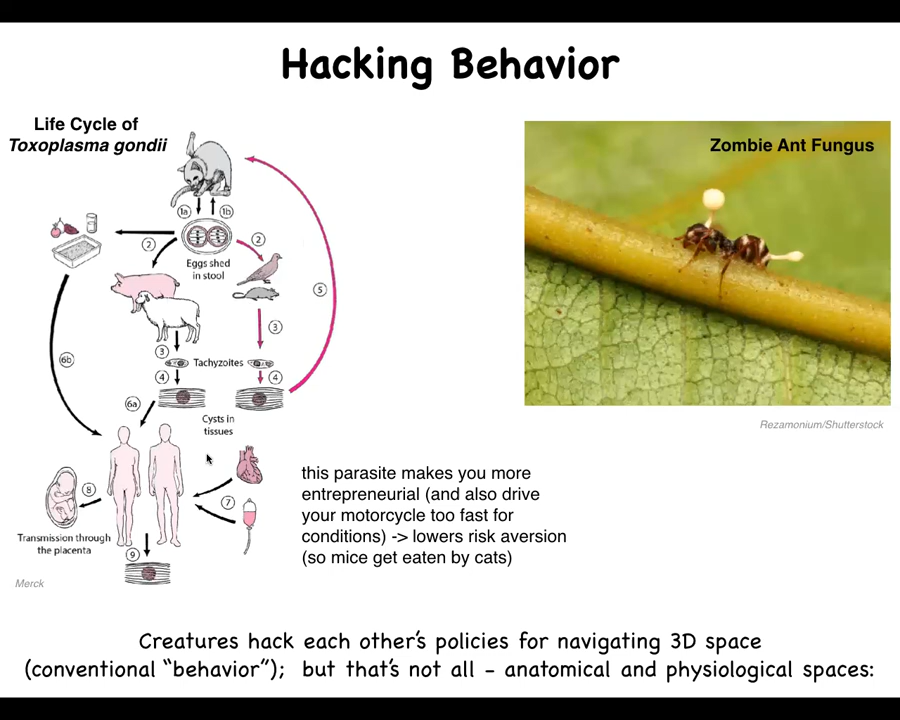 Hacking Behavior
Life Cycle of
Toxoplasma gondii
1a
1b
2
Eggs shed
in stool
2
3
3
Tachyzoites
4
4
5
Cysts in
tissues
6b
6a
7
8
Transmission through
the placenta
9
Merck
Zombie Ant Fungus
Rezamonium/Shutterstock
this parasite makes you more
entrepreneurial (and also drive
your motorcycle too fast for
conditions) -> lowers risk aversion
(so mice get eaten by cats)
Creatures hack each other's policies for navigating 3D space
(conventional "behavior"); but that's not all - anatomical and physiological spaces: